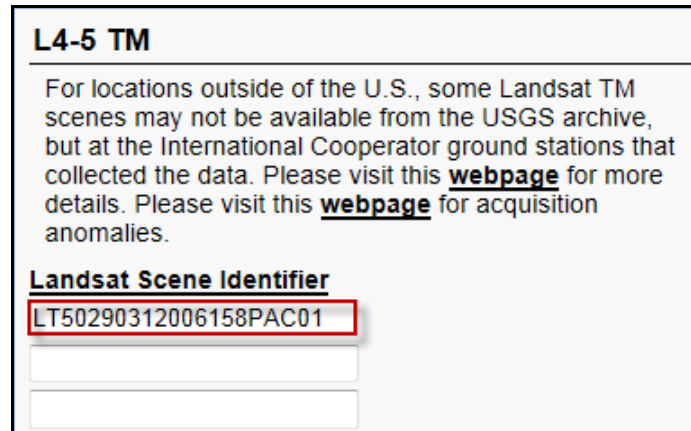 L4-5 TM
For locations outside of the U.S., some Landsat TM
scenes may not be available from the USGS archive,
but at the International Cooperator ground stations that
collected the data. Please visit this webpage for more
details. Please visit this webpage for acquisition
anomalies.
Landsat Scene Identifier
LT50290312006158PAC01